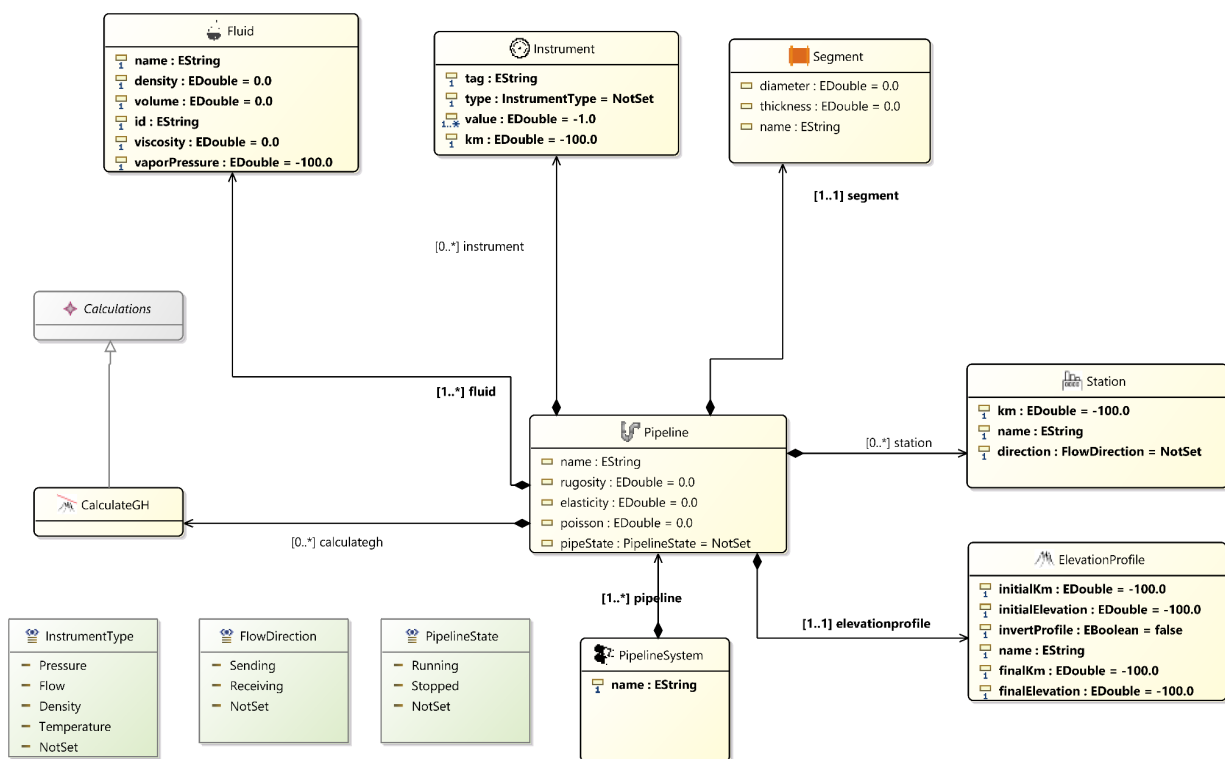 Fluid
name : EString
density : EDouble = 0.0
volume : EDouble = 0.0
id : EString
viscosity : EDouble = 0.0
vaporPressure : EDouble = -100.0
Instrument
tag : EString
type : InstrumentType = NotSet
value : EDouble = -1.0
km : EDouble = -100.0
Segment
diameter : EDouble = 0.0
thickness : EDouble = 0.0
name : EString
[1..1] segment
[0..*] instrument
Calculations
[1..*] fluid
Station
km : EDouble = -100.0
name : EString
direction : FlowDirection = NotSet
Pipeline
name : EString
rugosity : EDouble = 0.0
elasticity : EDouble = 0.0
poisson : EDouble = 0.0
pipeState : PipelineState = NotSet
[0..*] station
CalculateGH
[0..*] calculategh
ElevationProfile
initialKm : EDouble = -100.0
initialElevation : EDouble = -100.0
invertProfile : EBoolean = false
name : EString
finalKm : EDouble = -100.0
finalElevation : EDouble = -100.0
[1..*] pipeline
[1..1] elevationprofile
InstrumentType
Pressure
Flow
Density
Temperature
NotSet
FlowDirection
Sending
Receiving
NotSet
PipelineState
Running
Stopped
NotSet
PipelineSystem
name : EString